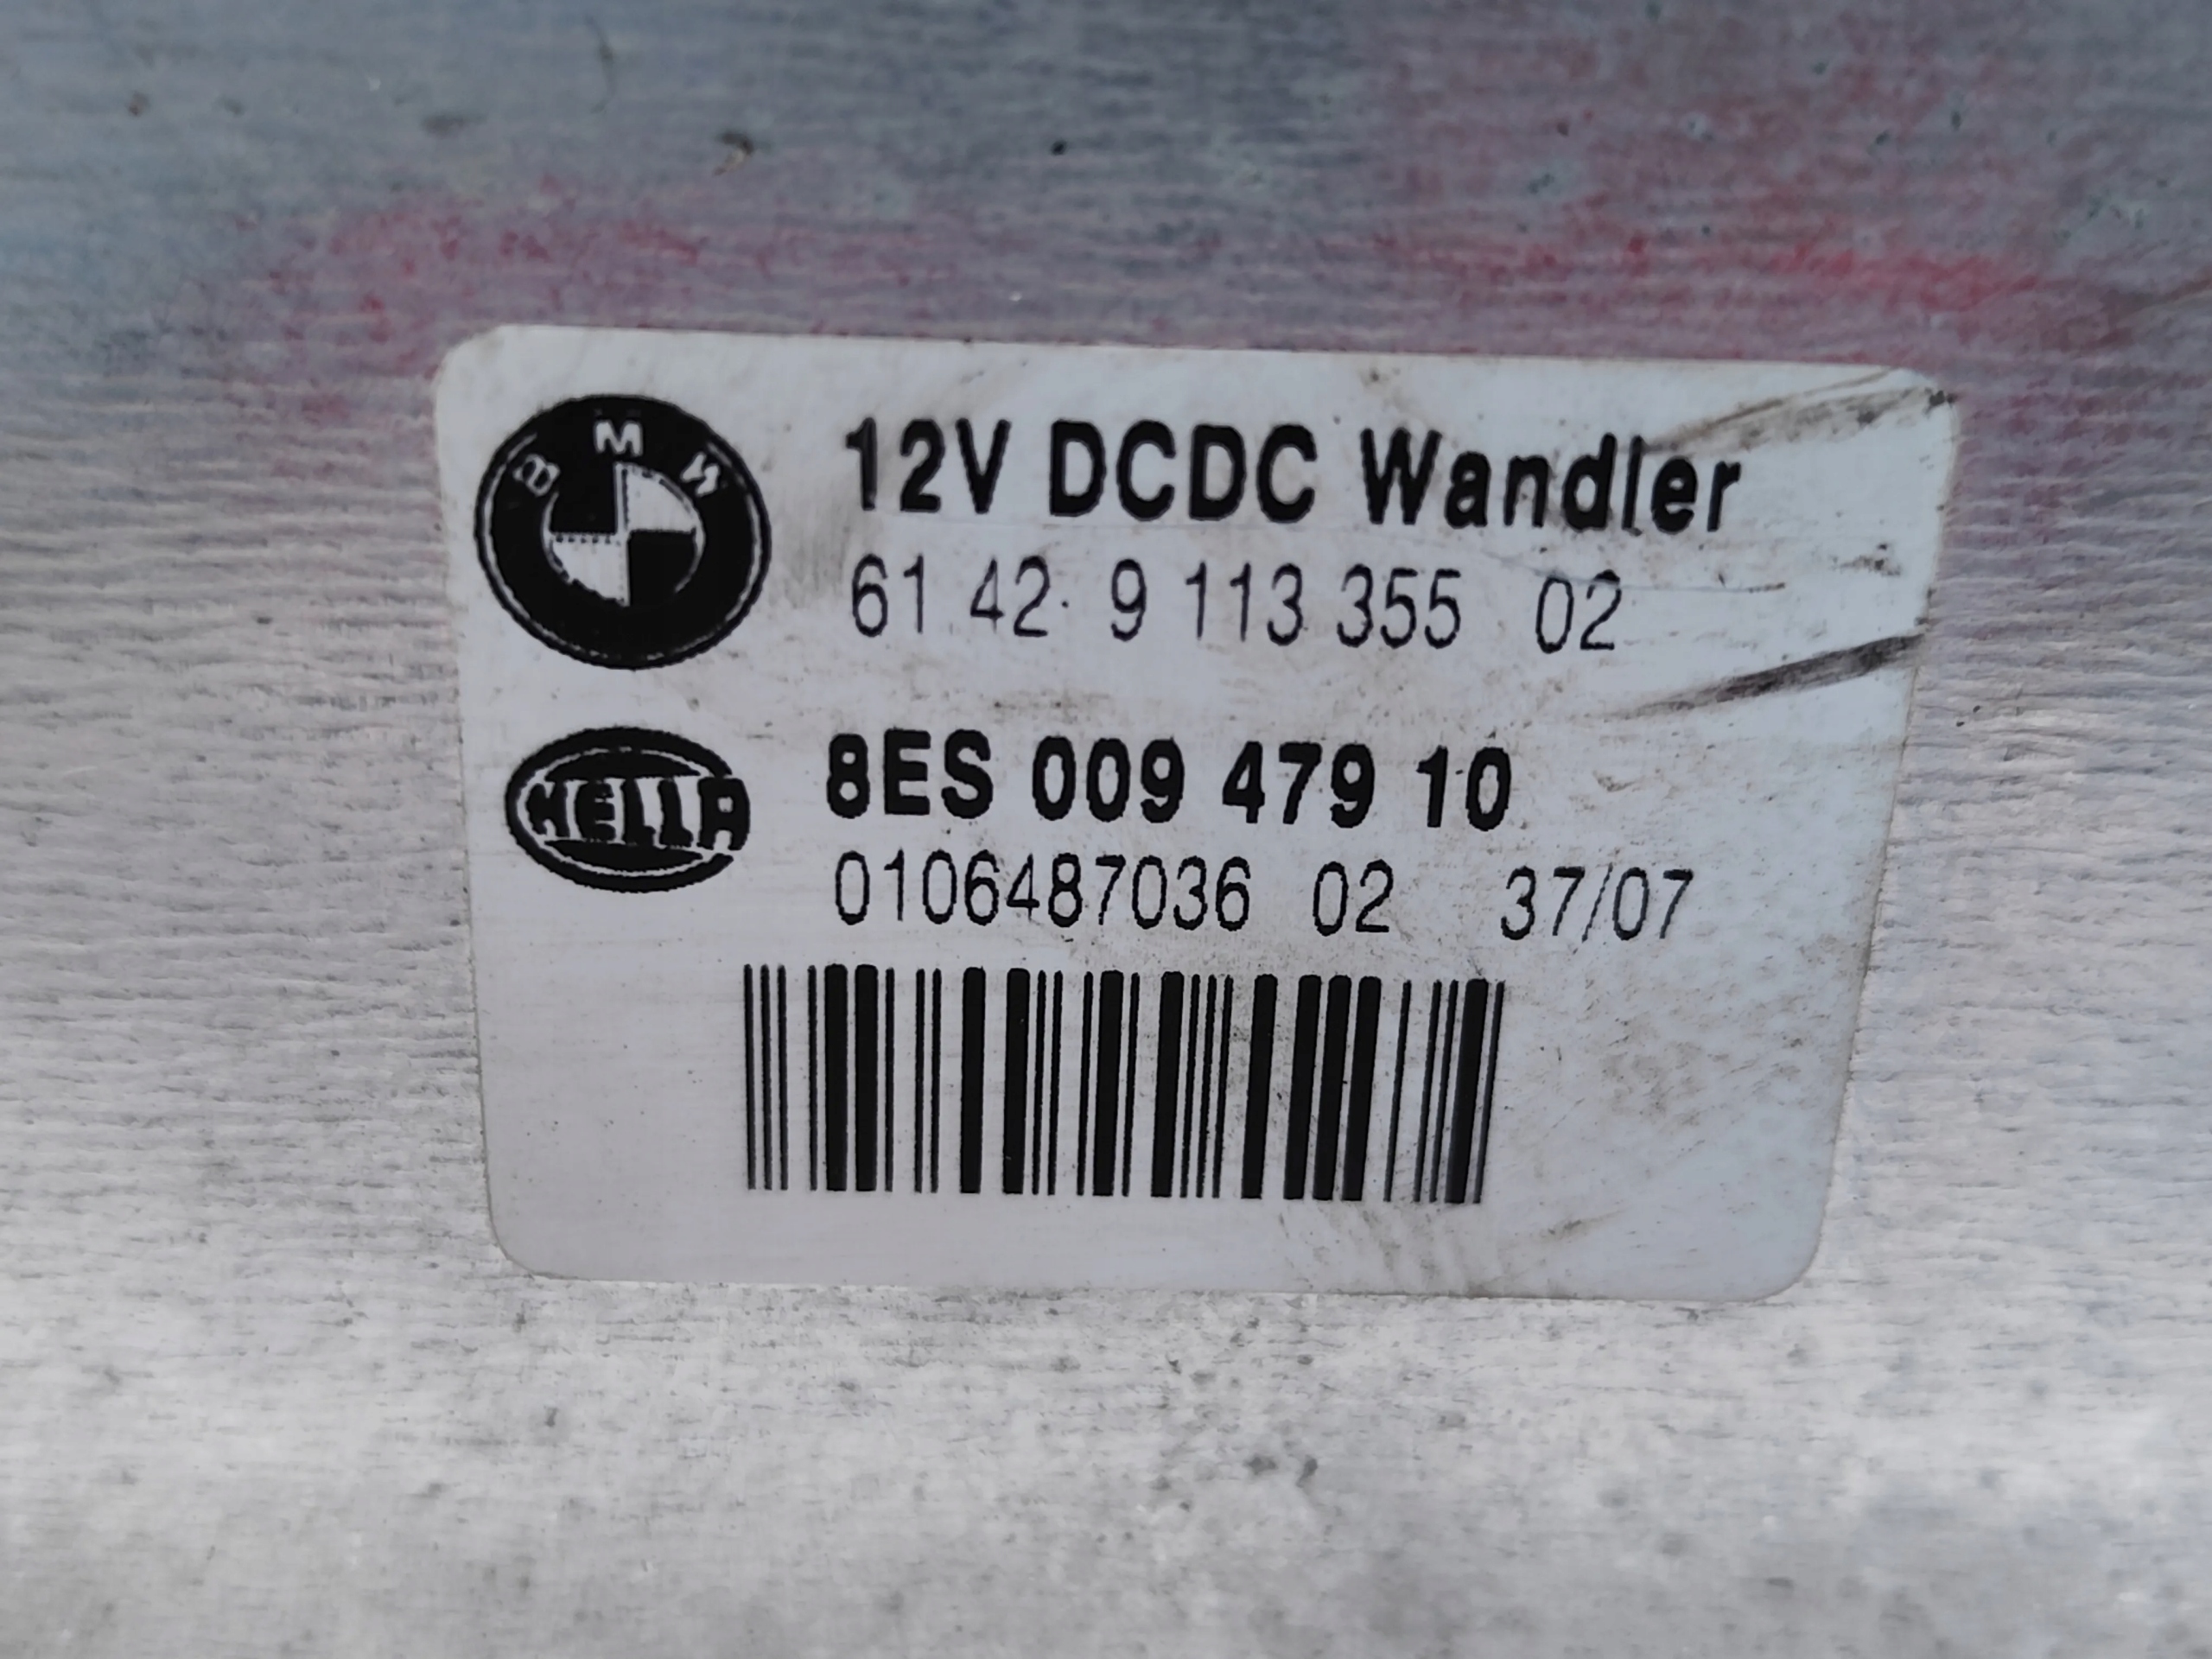 BMW
12V DCDC Wandler
61 42 9 113 355 02
HELLA
8ES 009 479 10
0106487036 02 37/07